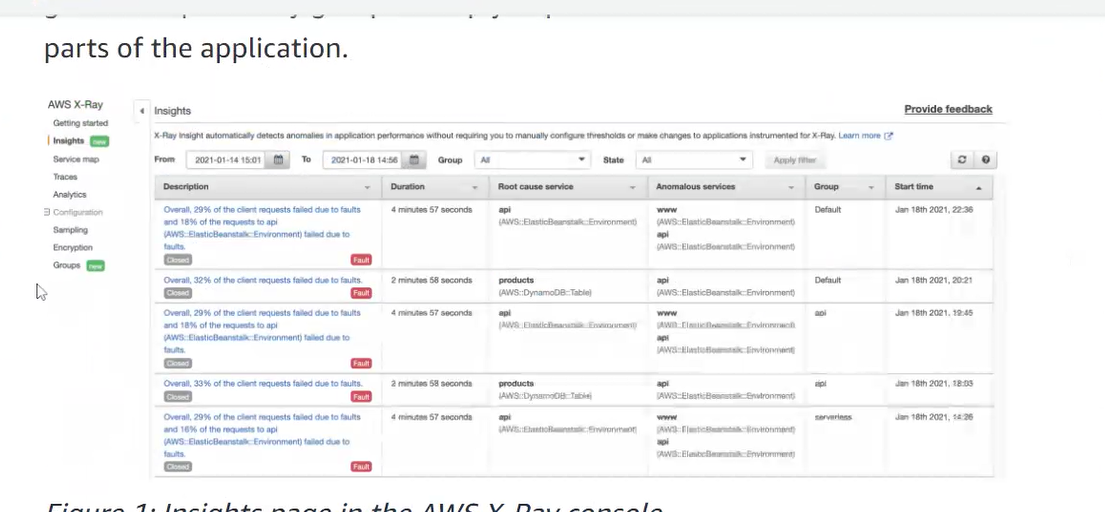 parts of the application.
AWS X-Ray
Getting started
Insights new
Service map
Traces
Analytics
Configuration
Sampling
Encryption
Groups new
Insights
Provide feedback
X-Ray Insight automatically detects anomalies in application performance without requiring you to manually configure thresholds or make changes to applications instrumented for X-Ray. Learn more
From 2021-01-14 15:01 To 2021-01-18 14:56 Group All State All Apply filter
Description Duration Root cause service Anomalous services Group Start time
Overall, 29% of the client requests failed due to faults 4 minutes 57 seconds api www Default Jan 18th 2021, 22:36
and 18% of the requests to api (AWS::ElasticBeanstalk::Environment) (AWS::ElasticBeanstalk::Environment)
(AWS::ElasticBeanstalk::Environment) failed due to api
faults. (AWS::ElasticBeanstalk::Environment)
Closed Fault
Overall, 32% of the client requests failed due to faults. 2 minutes 58 seconds products api Default Jan 18th 2021, 20:21
Closed Fault (AWS::DynamoDB::Table) (AWS::ElasticBeanstalk::Environment)
Overall, 29% of the client requests failed due to faults 4 minutes 57 seconds api www api Jan 18th 2021, 19:45
and 18% of the requests to api (AWS::ElasticBeanstalk::Environment) (AWS::ElasticBeanstalk::Environment)
(AWS::ElasticBeanstalk::Environment) failed due to api
faults. (AWS::ElasticBeanstalk::Environment)
Closed Fault
Overall, 33% of the client requests failed due to faults. 2 minutes 58 seconds products api api Jan 18th 2021, 18:03
Closed Fault (AWS::DynamoDB::Table) (AWS::ElasticBeanstalk::Environment)
Overall, 29% of the client requests failed due to faults 4 minutes 57 seconds api www serverless Jan 18th 2021, 14:26
and 16% of the requests to api (AWS::ElasticBeanstalk::Environment) (AWS::ElasticBeanstalk::Environment)
(AWS::ElasticBeanstalk::Environment) failed due to api
faults. (AWS::ElasticBeanstalk::Environment)
Closed Fault
Figure 1: Insights page in the AWS X-Ray console